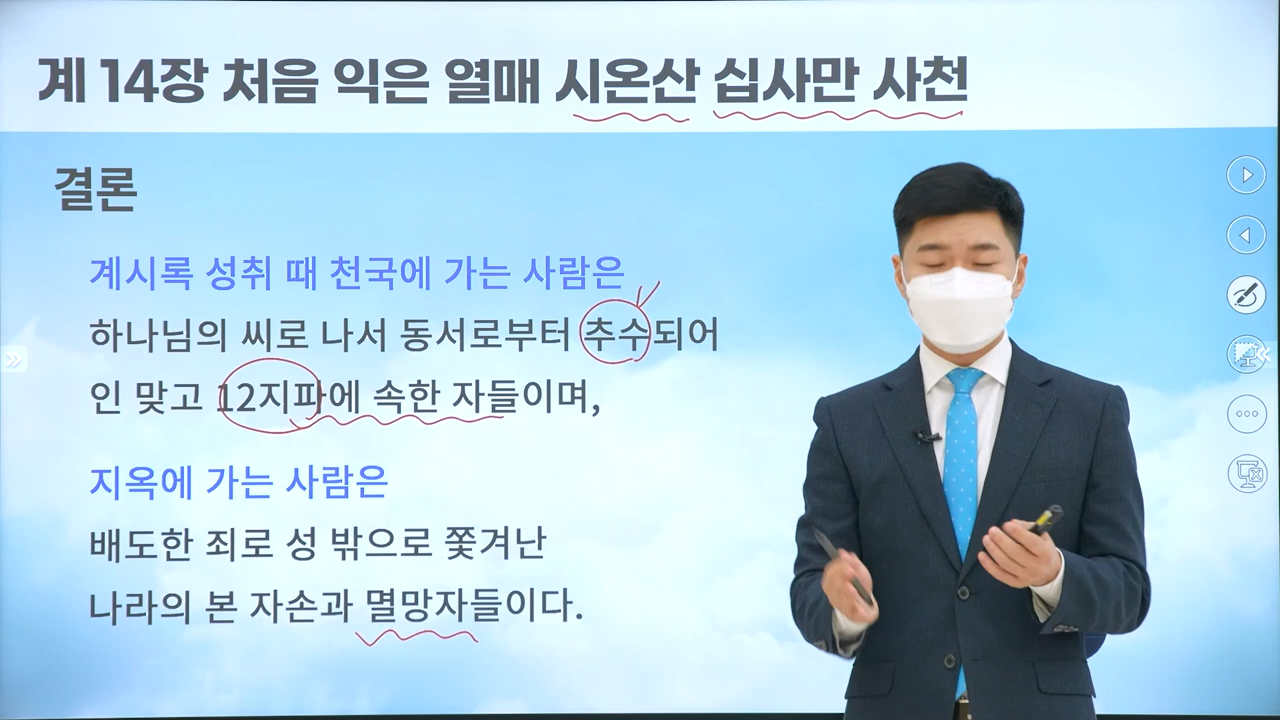 계 14장 처음 익은 열매 시온산 십사만 사천
결론
계시록 성취 때 천국에 가는 사람은
하나님의 씨로 나서 동서로부터 추수되어
인 맞고 12지파에 속한 자들이며,
지옥에 가는 사람은
배도한 죄로 성 밖으로 쫓겨난
나라의 본 자손과 멸망자들이다.